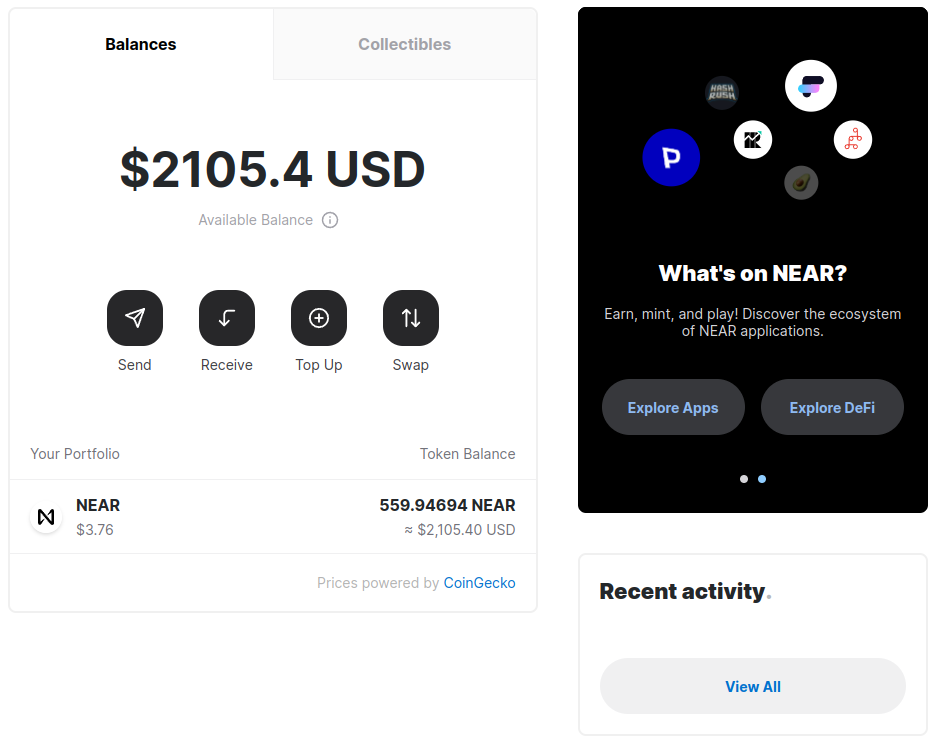 Balances
Collectibles
$2105.4 USD
Available Balance
Send
Receive
Top Up
Swap
Your Portfolio
Token Balance
NEAR
559.94694 NEAR
$3.76
≈ $2,105.40 USD
Prices powered by CoinGecko
HASH
RUSH
What's on NEAR?
Earn, mint, and play! Discover the ecosystem
of NEAR applications.
Explore Apps
Explore DeFi
Recent activity.
View All